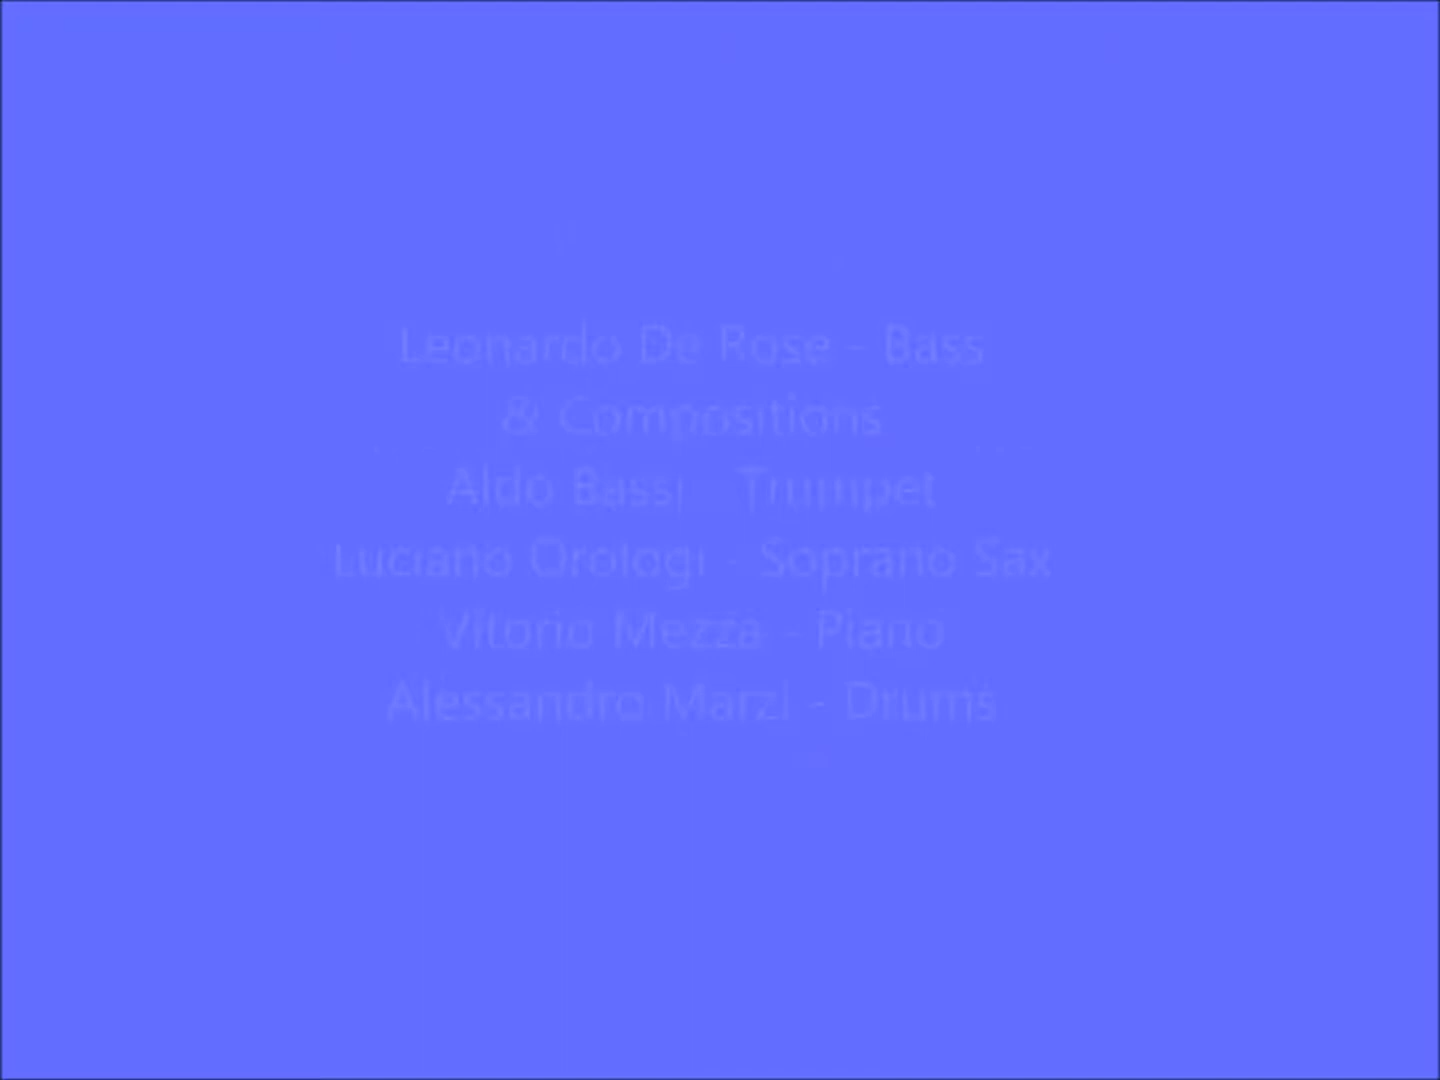 Leonardo De Rose - Bass
& Compositions
Aldo Bassi - Trumpet
Luciano Orologi - Soprano Sax
Vitorio Mezza - Piano
Alessandro Marzi - Drums